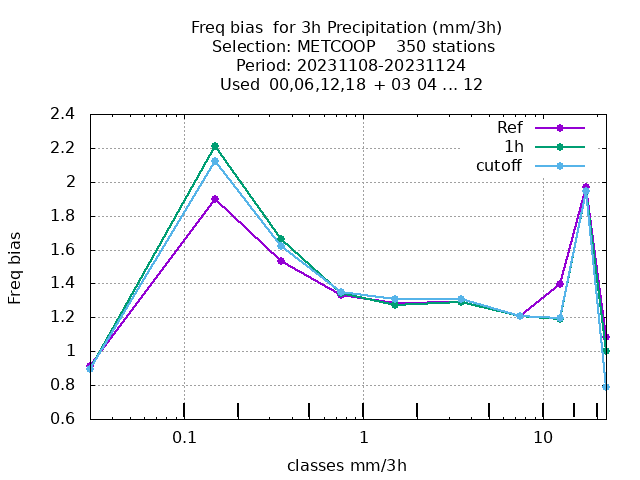 Freq bias  for 3h Precipitation (mm/3h)
Selection: METCOOP    350 stations
Period: 20231108-20231124
Used  00,06,12,18  + 03 04 ... 12
2.4
2.2
2
1.8
1.6
1.4
1.2
1
0.8
0.6
Freq bias
Ref
1h
cutoff
0.1
1
10
classes mm/3h